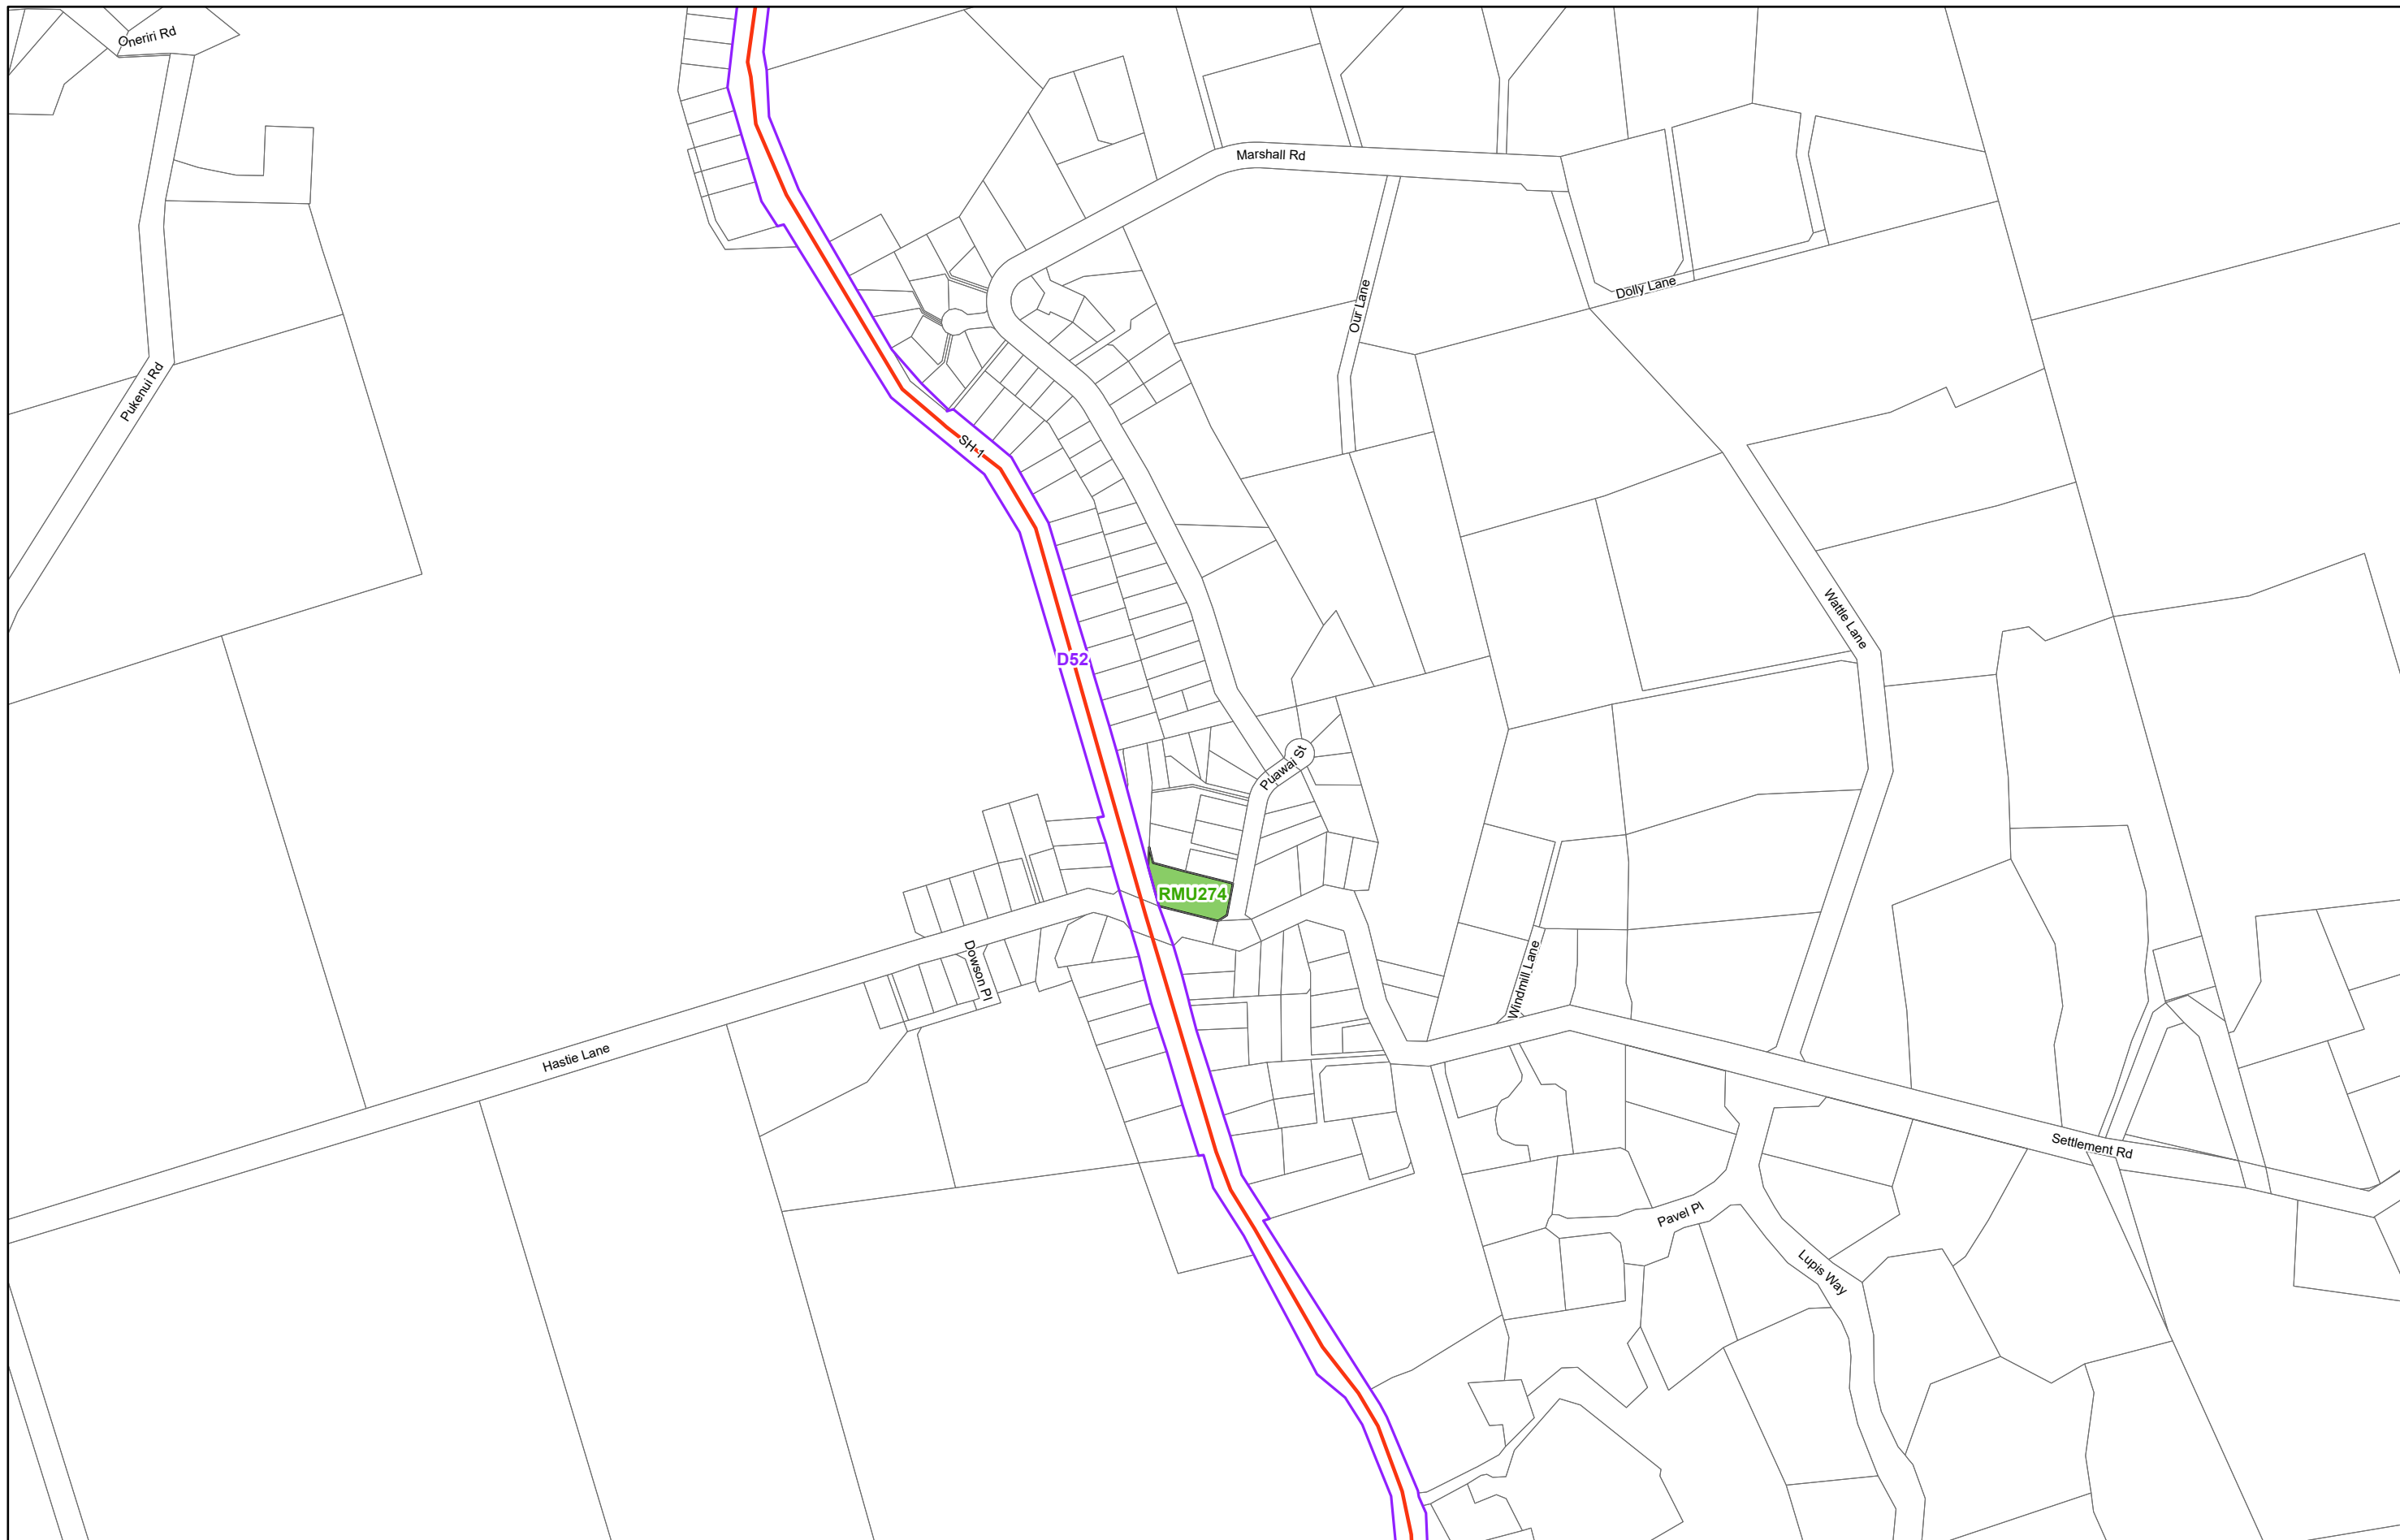 Oneriri Rd
Marshall Rd
Dolly Lane
Our Lane
Pukenui Rd
SH 1
Wattle Lane
D52
Puawai St
RMU274
Dowson Pl
Windmill Lane
Hastie Lane
Settlement Rd
Pavel Pl
Lupis Way